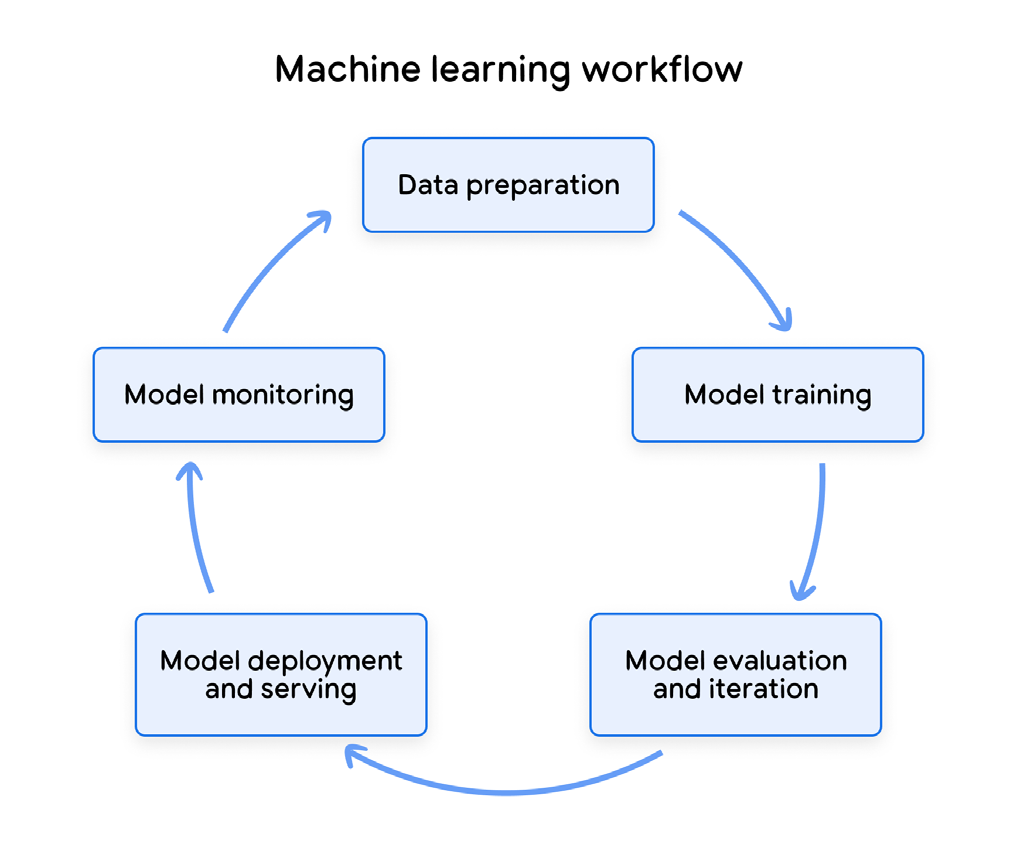 Machine learning workflow
Data preparation
Model training
Model evaluation
and iteration
Model deployment
and serving
Model monitoring